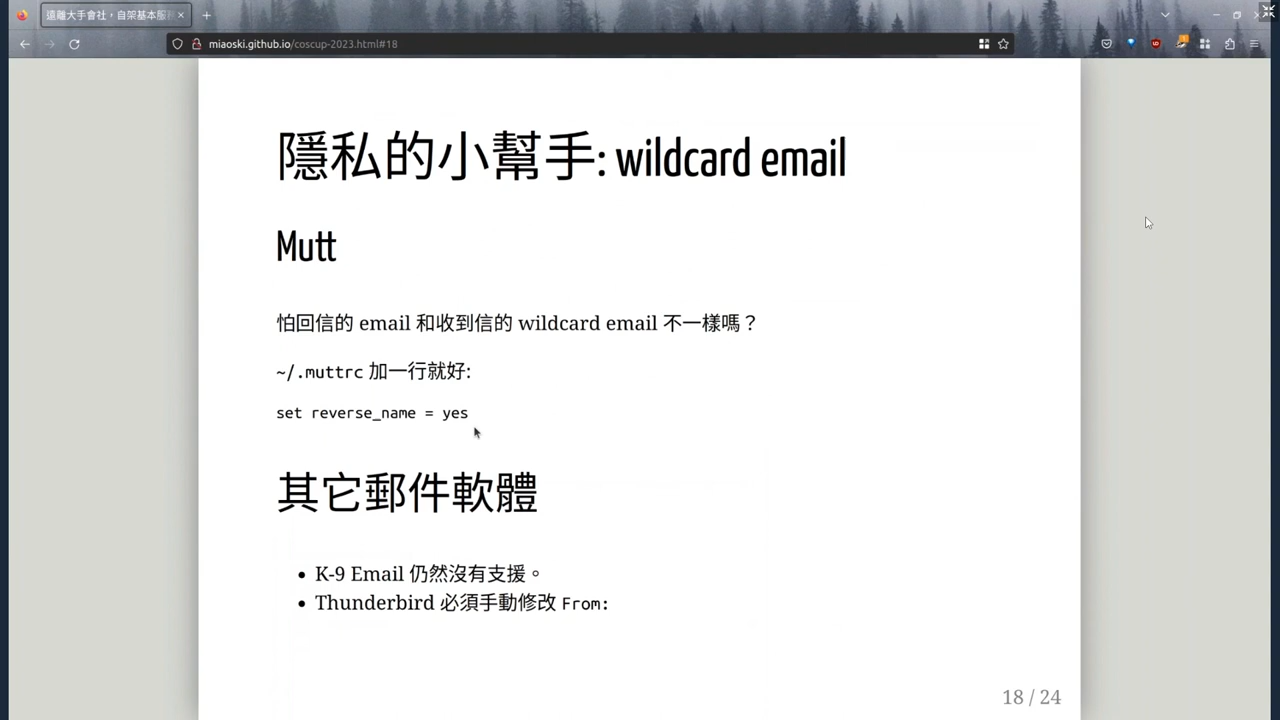 遠離大手會社，自架基本服務
miaoski.github.io/coscup-2023.html#18
隱私的小幫手: wildcard email
Mutt
怕回信的 email 和收到信的 wildcard email 不一樣嗎？
~/.muttrc 加一行就好:
set reverse_name = yes
其它郵件軟體
• K-9 Email 仍然沒有支援。
• Thunderbird 必須手動修改 From:
18 / 24